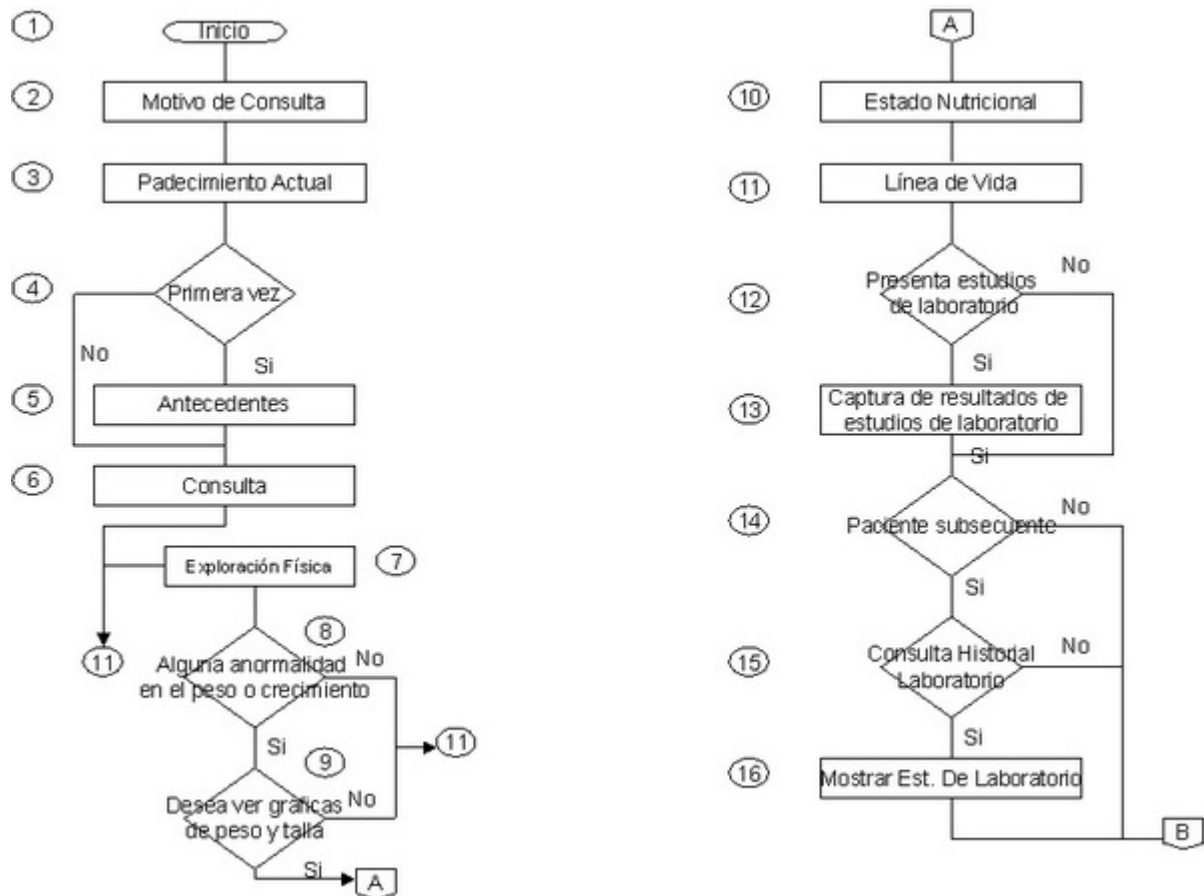 1
Inicio
2
Motivo de Consulta
3
Padecimiento Actual
4
Primera vez
No
Si
5
Antecedentes
6
Consulta
Exploración Física
7
11
8
Alguna anormalidad
en el peso o crecimiento
No
Si
11
9
Desea ver gráficas
de peso y talla
No
Si
A
A
10
Estado Nutricional
11
Línea de Vida
12
Presenta estudios
de laboratorio
No
Si
13
Captura de resultados de
estudios de laboratorio
Si
14
Paciente subsecuente
No
Si
15
Consulta Historial
Laboratorio
No
Si
16
Mostrar Est. De Laboratorio
B